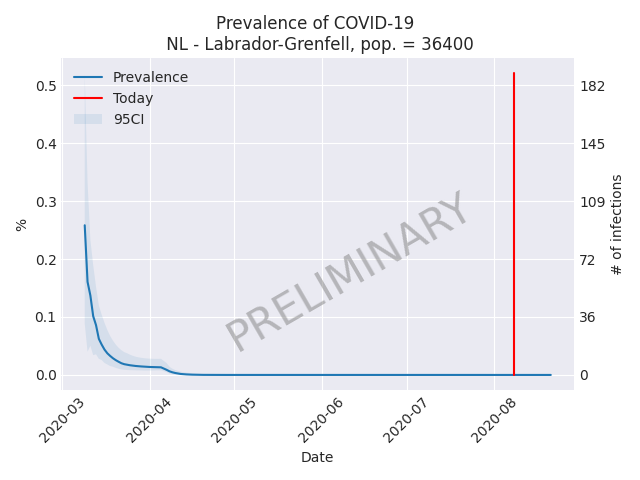 Prevalence of COVID-19
NL - Labrador-Grenfell, pop. = 36400
Prevalence
Today
95CI
0.5
0.4
0.3
0.2
0.1
0.0
%
182
145
109
72
36
0
# of infections
PRELIMINARY
2020-03
2020-04
2020-05
2020-06
2020-07
2020-08
Date